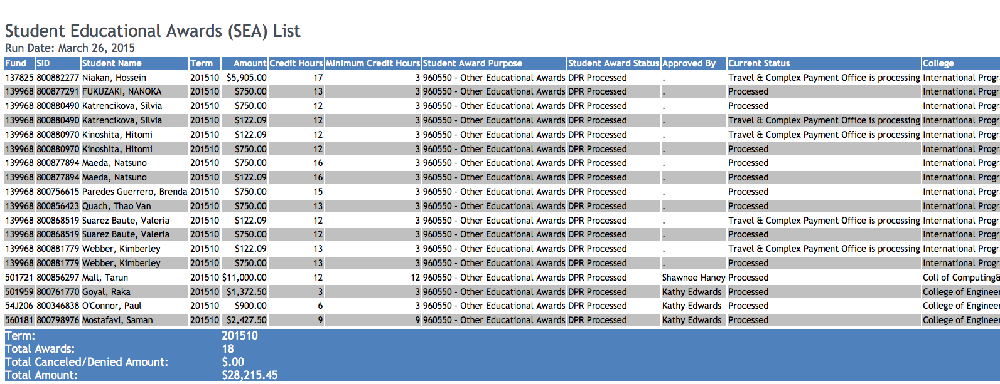 Student Educational Awards (SEA) List
Run Date: March 26, 2015
Fund SID Student Name Term Amount Credit Hours Minimum Credit Hours Student Award Purpose Student Award Status Approved By Current Status College
137825 800882277 Niakan, Hossein 201510 $5,905.00 17 3 960550 - Other Educational Awards DPR Processed . Travel & Complex Payment Office is processing International Progr
139968 800877291 FUKUZAKI, NANOKA 201510 $750.00 13 3 960550 - Other Educational Awards DPR Processed . Processed International Progr
139968 800880490 Katrencikova, Silvia 201510 $750.00 12 3 960550 - Other Educational Awards DPR Processed . Processed International Progr
139968 800880490 Katrencikova, Silvia 201510 $122.09 12 3 960550 - Other Educational Awards DPR Processed . Travel & Complex Payment Office is processing International Progr
139968 800880970 Kinoshita, Hitomi 201510 $122.09 12 3 960550 - Other Educational Awards DPR Processed . Travel & Complex Payment Office is processing International Progr
139968 800880970 Kinoshita, Hitomi 201510 $750.00 12 3 960550 - Other Educational Awards DPR Processed . Processed International Progr
139968 800877894 Maeda, Natsuno 201510 $750.00 16 3 960550 - Other Educational Awards DPR Processed . Processed International Progr
139968 800877894 Maeda, Natsuno 201510 $122.09 16 3 960550 - Other Educational Awards DPR Processed . Processed International Progr
139968 800756615 Paredes Guerrero, Brenda 201510 $750.00 15 3 960550 - Other Educational Awards DPR Processed . Processed International Progr
139968 800856423 Quach, Thao Van 201510 $750.00 13 3 960550 - Other Educational Awards DPR Processed . Processed International Progr
139968 800868519 Suarez Baute, Valeria 201510 $122.09 12 3 960550 - Other Educational Awards DPR Processed . Travel & Complex Payment Office is processing International Progr
139968 800868519 Suarez Baute, Valeria 201510 $750.00 12 3 960550 - Other Educational Awards DPR Processed . Processed International Progr
139968 800881779 Webber, Kimberley 201510 $122.09 13 3 960550 - Other Educational Awards DPR Processed . Travel & Complex Payment Office is processing International Progr
139968 800881779 Webber, Kimberley 201510 $750.00 13 3 960550 - Other Educational Awards DPR Processed . Processed International Progr
501721 800856297 Mall, Tarun 201510 $11,000.00 12 12 960550 - Other Educational Awards DPR Processed Shawnee Haney Processed Coll of Computing&
501959 800761770 Goyal, Raka 201510 $1,372.50 3 3 960550 - Other Educational Awards DPR Processed Kathy Edwards Processed College of Engineer
54J206 800346838 O'Connor, Paul 201510 $900.00 6 3 960550 - Other Educational Awards DPR Processed Kathy Edwards Processed College of Engineer
560181 800798976 Mostafavi, Saman 201510 $2,427.50 9 9 960550 - Other Educational Awards DPR Processed Kathy Edwards Processed College of Engineer
Term: 201510
Total Awards: 18
Total Canceled/Denied Amount: $.00
Total Amount: $28,215.45